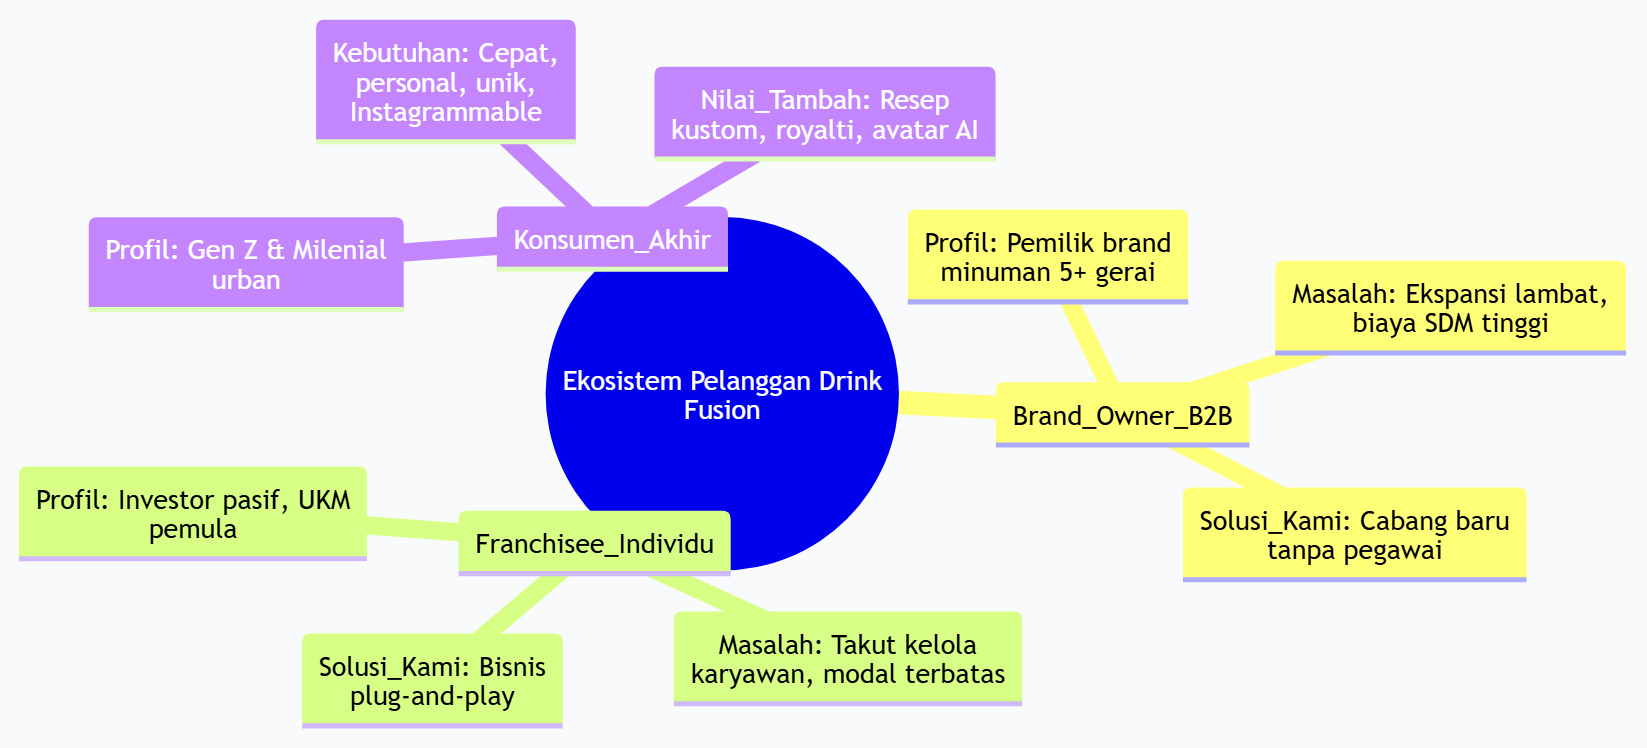 Kebutuhan: Cepat,
personal, unik,
Instagrammable
Nilai_Tambah: Resep
kustom, royalti, avatar AI
Profil: Gen Z & Milenial
urban
Konsumen_Akhir
Profil: Pemilik brand
minuman 5+ gerai
Masalah: Ekspansi lambat,
biaya SDM tinggi
Ekosistem Pelanggan Drink
Fusion
Brand_Owner_B2B
Solusi_Kami: Cabang baru
tanpa pegawai
Profil: Investor pasif, UKM
pemula
Franchisee_Individu
Solusi_Kami: Bisnis
plug-and-play
Masalah: Takut kelola
karyawan, modal terbatas